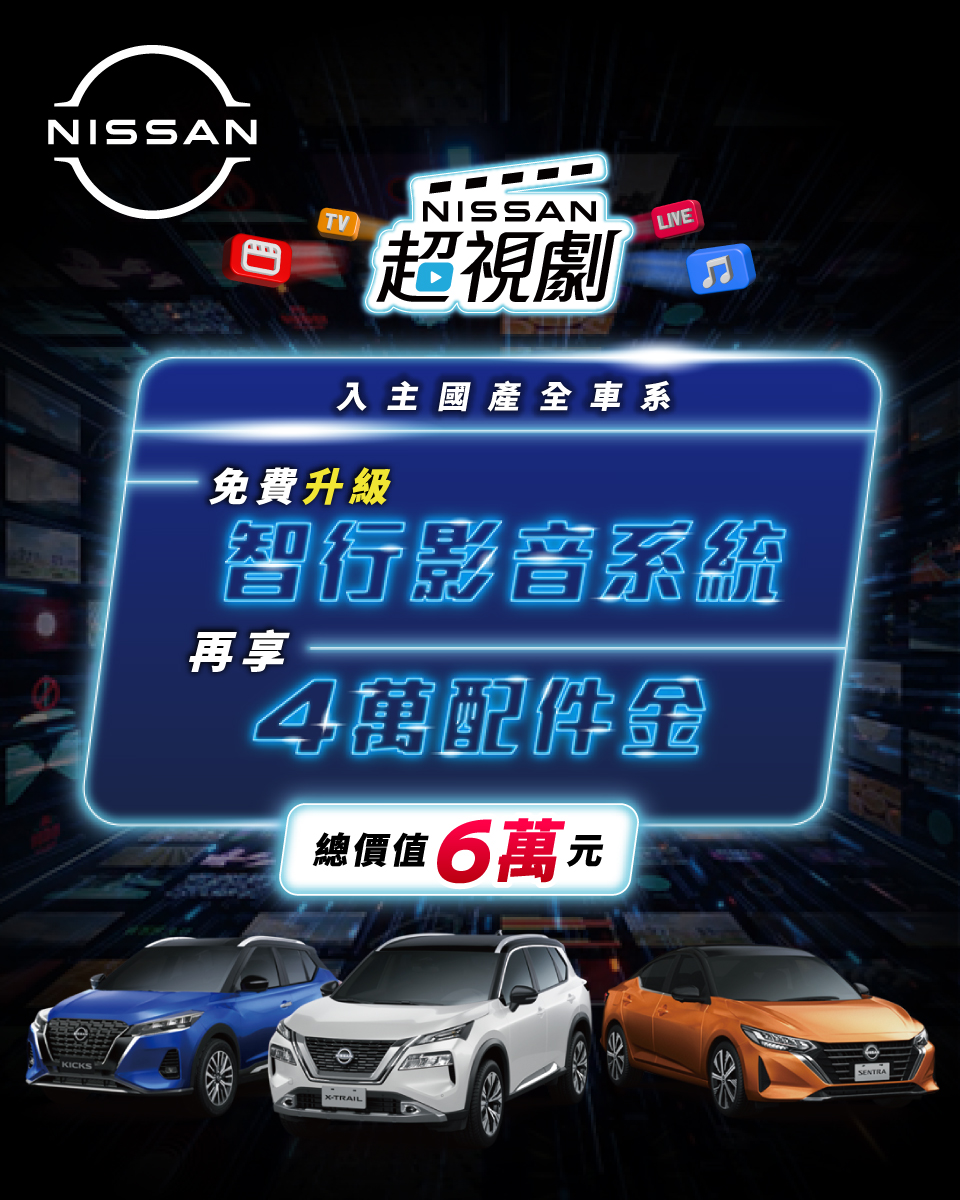 NISSAN
TV
LIVE
NISSAN
超視劇
入主國產全車系
免費升級
智行影音系統
再享
4萬配件金
總價值6萬元
KICKS
X-TRAIL
SENTRA